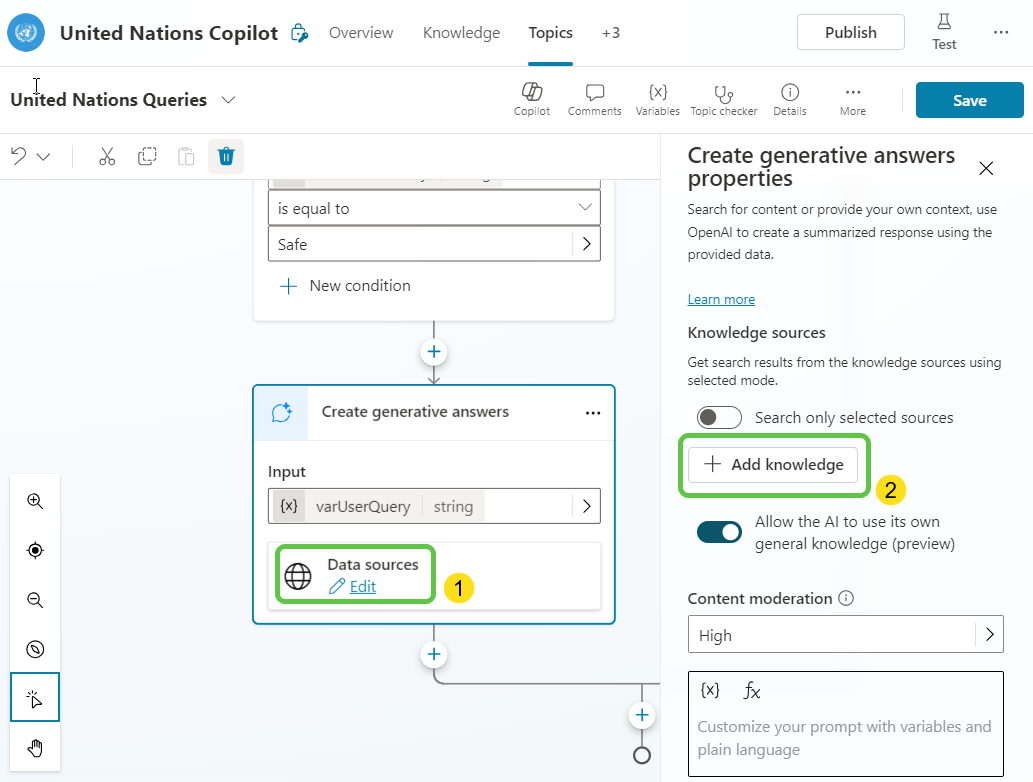 United Nations Copilot
Overview
Knowledge
Topics
+3
Publish
Test
United Nations Queries
Copilot
Comments
{x}
Variables
Topic checker
Details
More
Save
is equal to
Safe
New condition
Create generative answers
Input
{x} varUserQuery string
Data sources
Edit
1
Create generative answers
properties
Search for content or provide your own context, use
OpenAI to create a summarized response using the
provided data.
Learn more
Knowledge sources
Get search results from the knowledge sources using
selected mode.
Search only selected sources
Add knowledge
2
Allow the AI to use its own
general knowledge (preview)
Content moderation
High
{x} fx
Customize your prompt with variables and
plain language